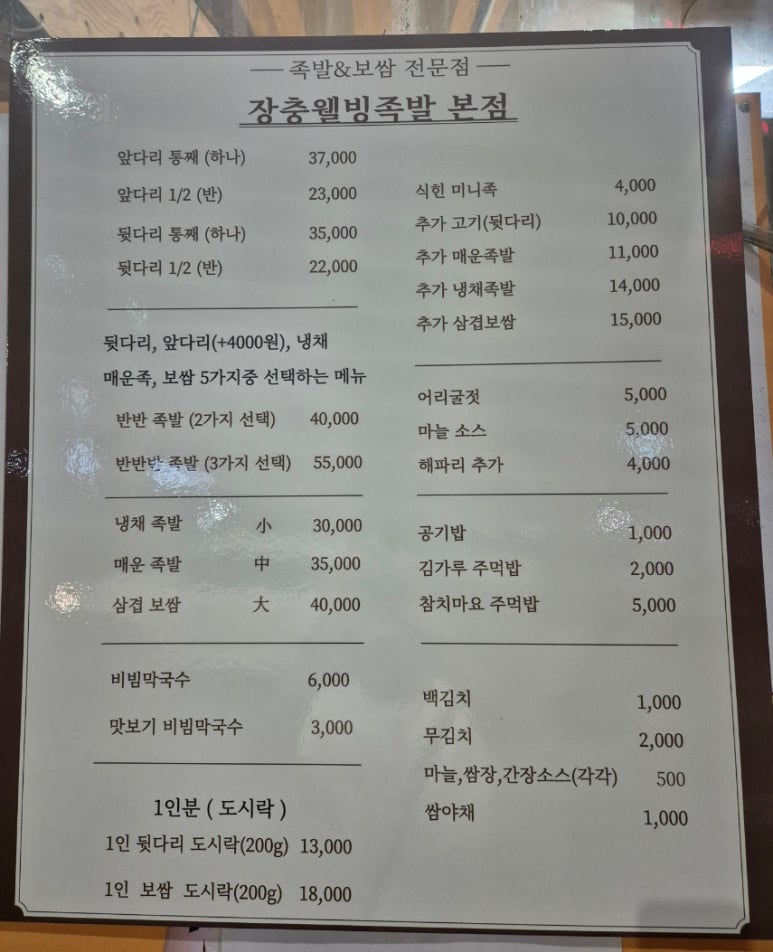 족발&보쌈 전문점
장충웰빙족발 본점
앞다리 통째 (하나) 37,000
앞다리 1/2 (반) 23,000
뒷다리 통째 (하나) 35,000
뒷다리 1/2 (반) 22,000
뒷다리, 앞다리(+4000원), 냉채
매운족, 보쌈 5가지중 선택하는 메뉴
반반 족발 (2가지 선택) 40,000
반반반 족발 (3가지 선택) 55,000
냉채 족발 小 30,000
매운 족발 中 35,000
삼겹 보쌈 大 40,000
비빔막국수 6,000
맛보기 비빔막국수 3,000
1인분 ( 도시락 )
1인 뒷다리 도시락(200g) 13,000
1인 보쌈 도시락(200g) 18,000
식힌 미니족 4,000
추가 고기(뒷다리) 10,000
추가 매운족발 11,000
추가 냉채족발 14,000
추가 삼겹보쌈 15,000
어리굴젓 5,000
마늘 소스 5,000
해파리 추가 4,000
공기밥 1,000
김가루 주먹밥 2,000
참치마요 주먹밥 5,000
백김치 1,000
무김치 2,000
마늘,쌈장,간장소스(각각) 500
쌈야채 1,000